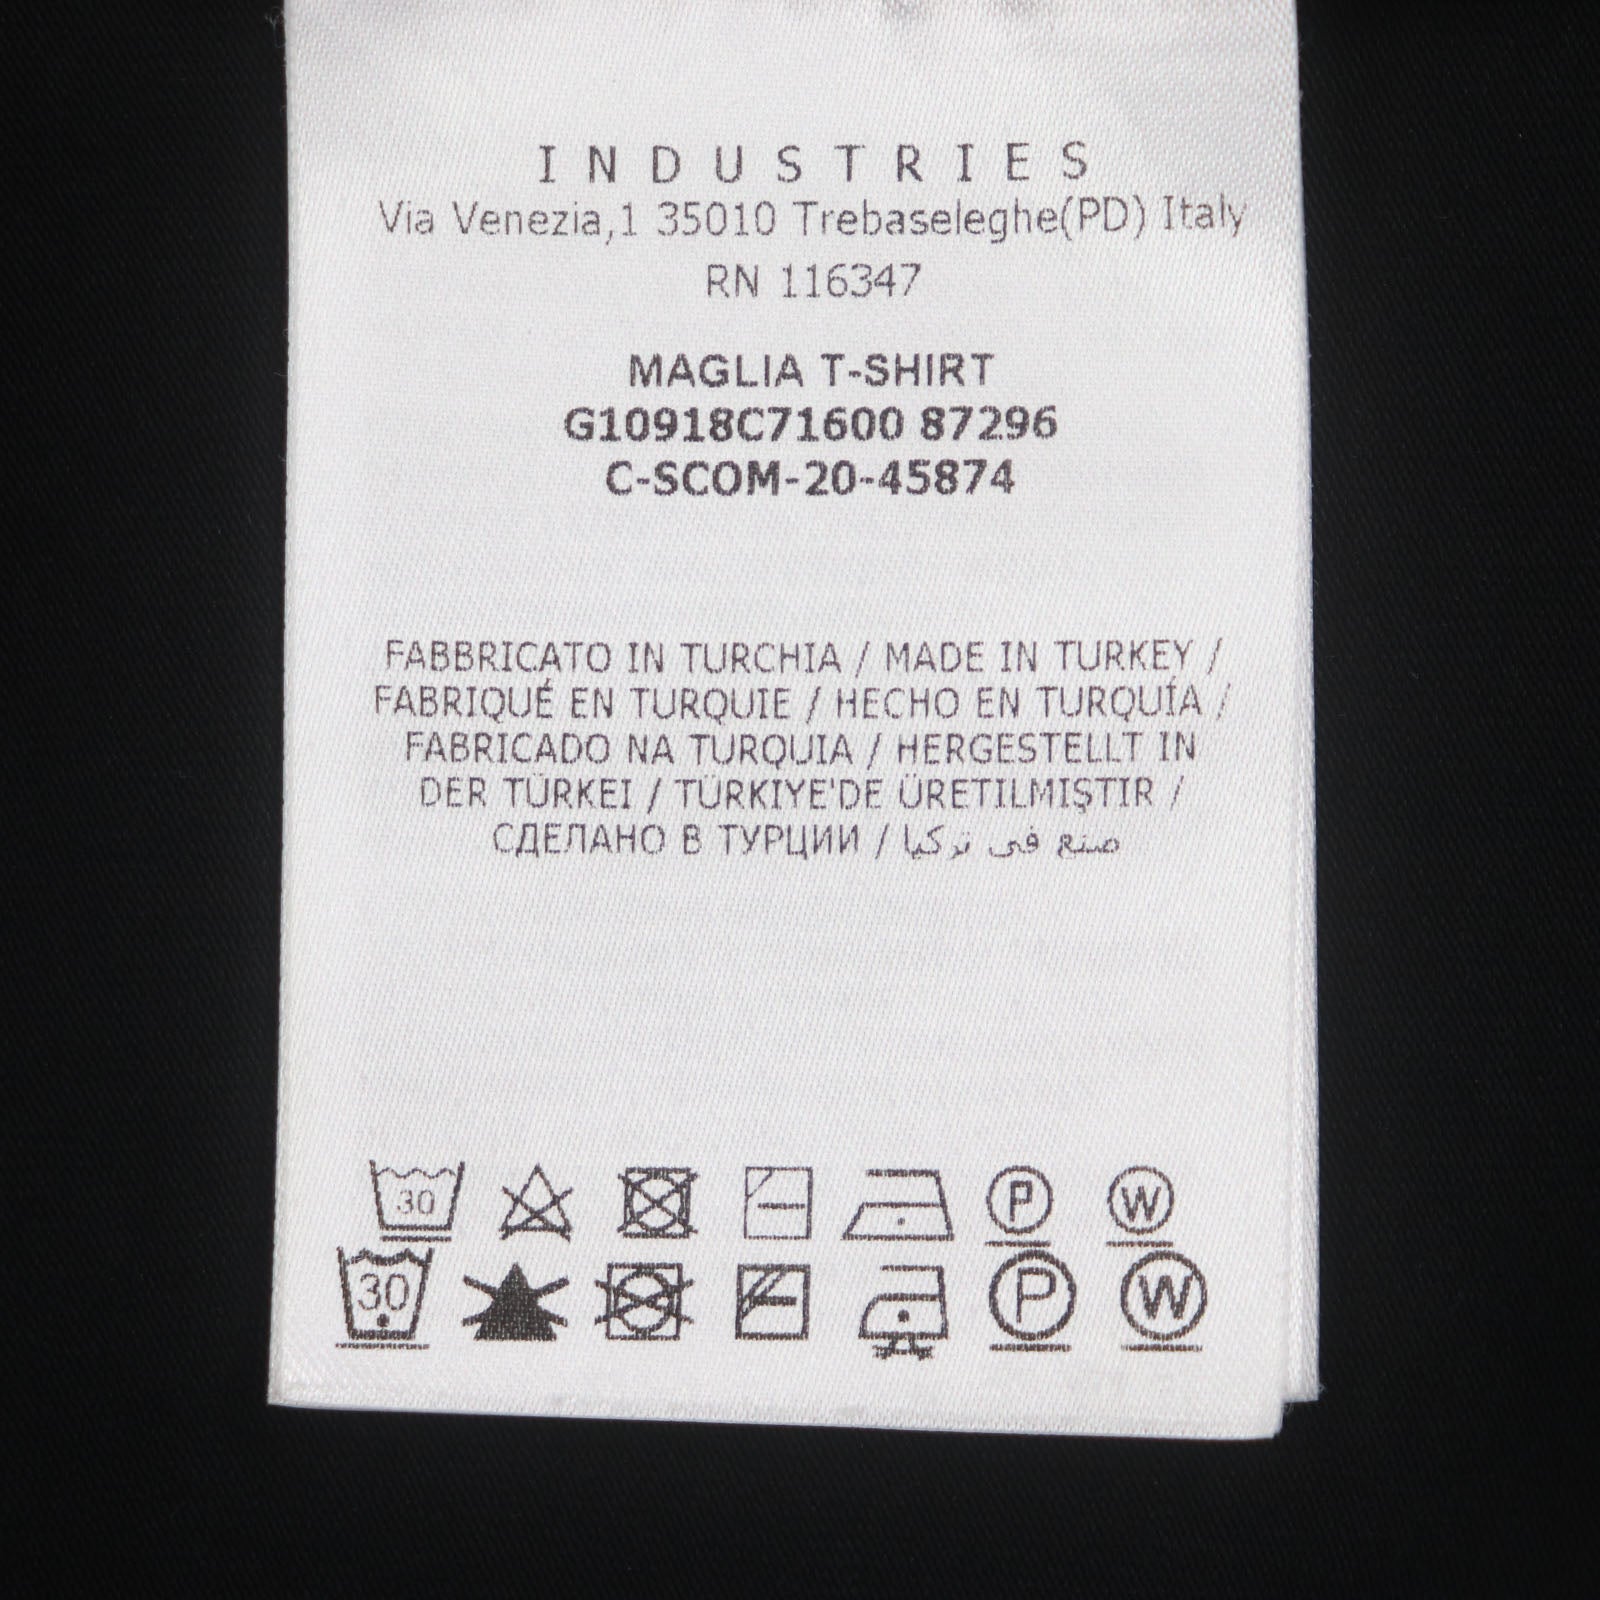 INDUSTRIES
Via Venezia,1 35010 Trebaseleghe(PD) Italy
RN 116347
MAGLIA T-SHIRT
G10918C71600 87296
C-SCOM-20-45874
FABBRICATO IN TURCHIA / MADE IN TURKEY /
FABRIQUÉ EN TURQUIE / HECHO EN TURQUÍA /
FABRICADO NA TURQUIA / HERGESTELLT IN
DER TÜRKEI / TÜRKIYE'DE ÜRETILMIŞTIR /
СДЕЛАНО В ТУРЦИИ / صنع في تركيا
30 P W
30 P W